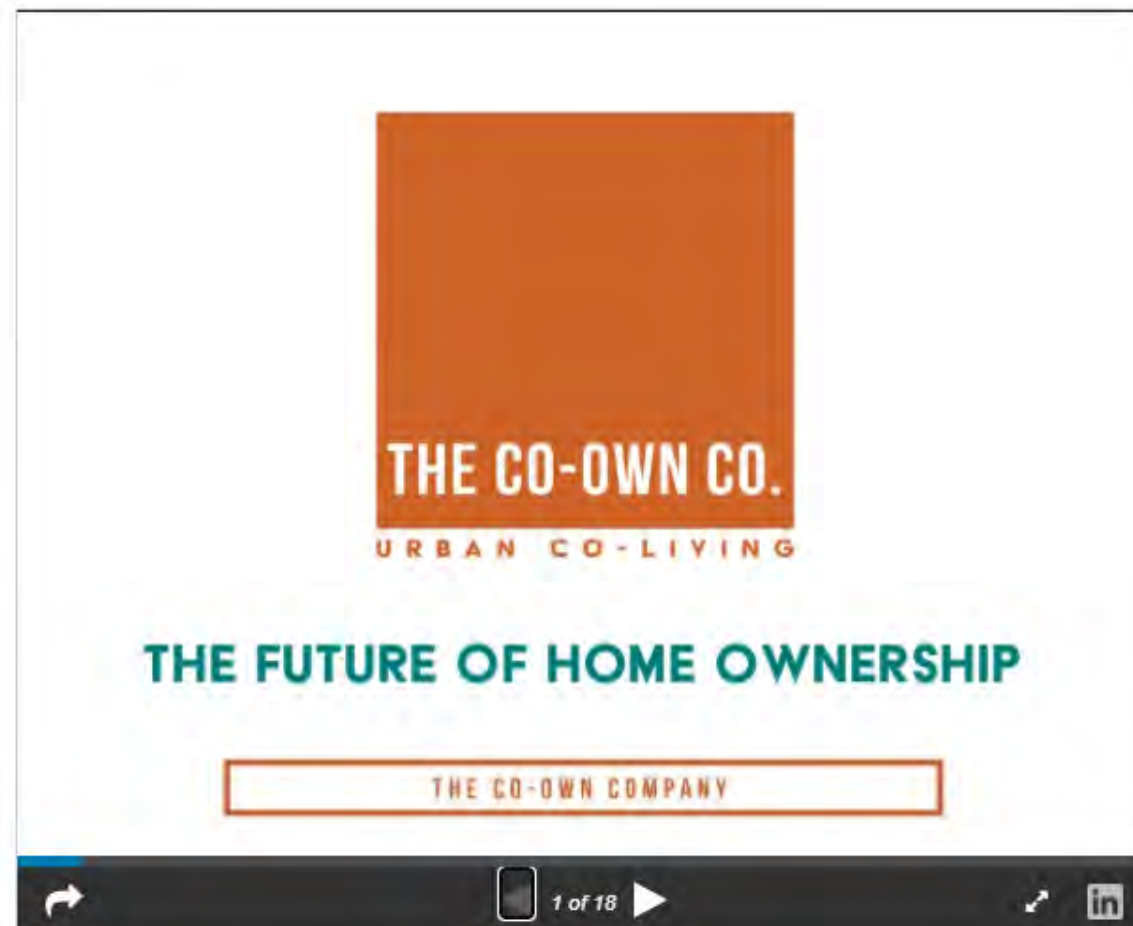 THE CO-OWN CO.
URBAN CO-LIVING
THE FUTURE OF HOME OWNERSHIP
THE CO-OWN COMPANY
1 of 18
in